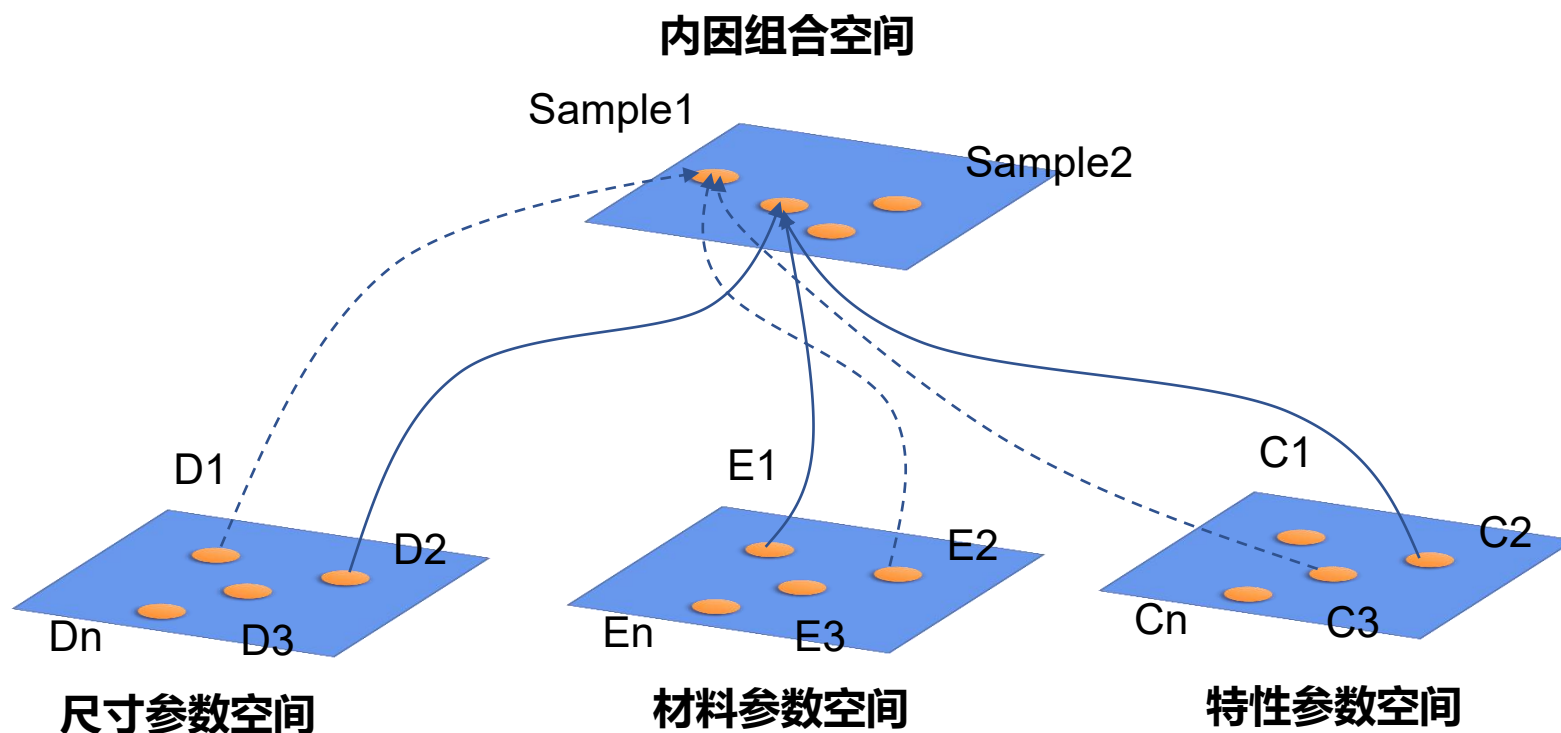 内因组合空间
Sample1
Sample2
D1
D2
Dn
D3
E1
E2
En
E3
C1
C2
Cn
C3
尺寸参数空间
材料参数空间
特性参数空间